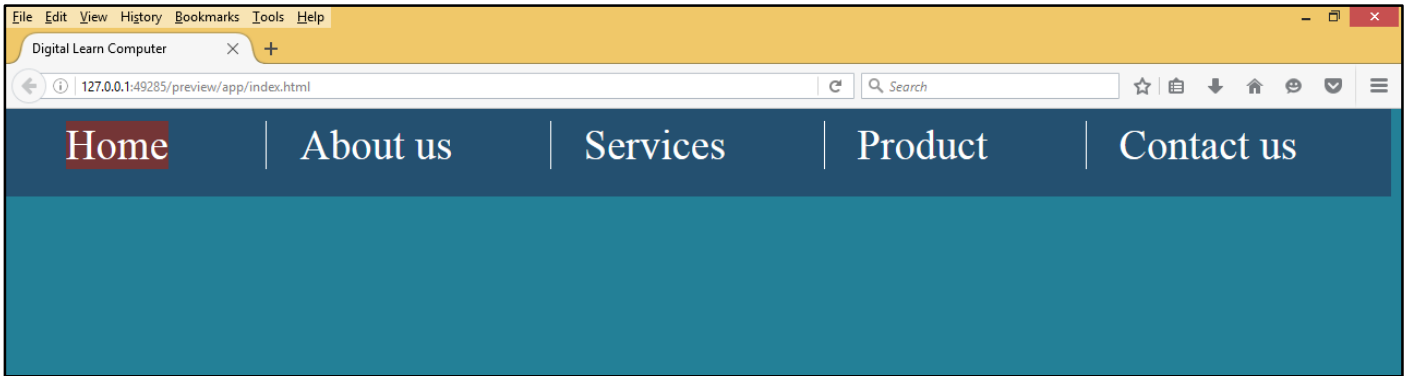 File Edit View History Bookmarks Tools Help
Digital Learn Computer
127.0.0.1:49285/preview/app/index.html Search
Home About us Services Product Contact us